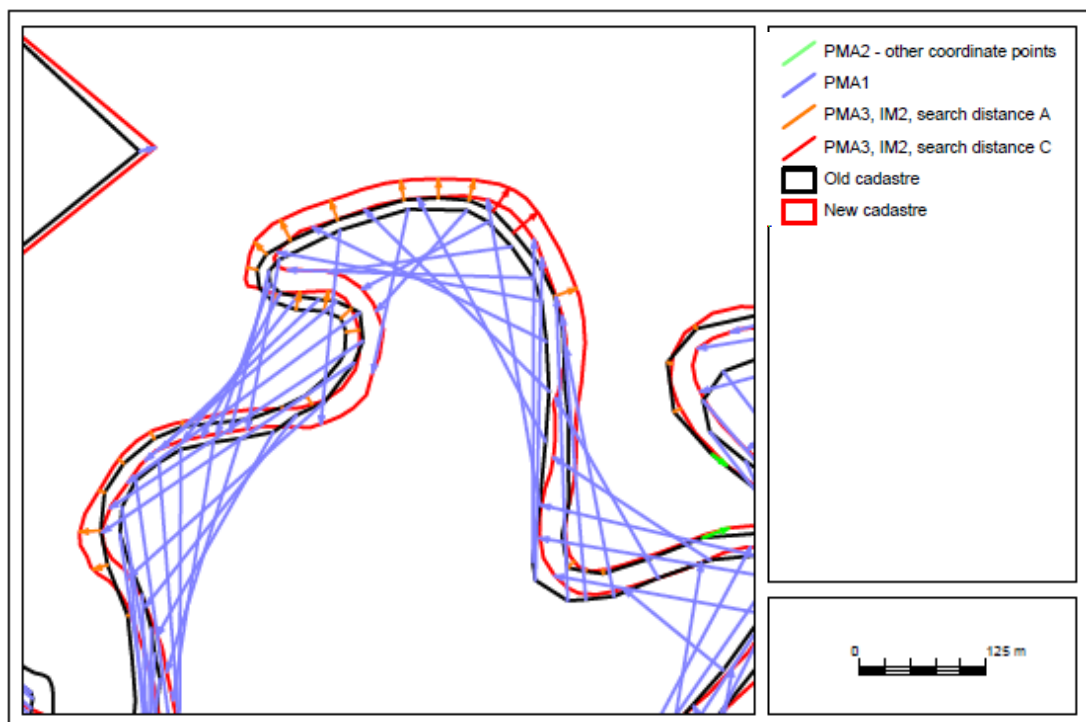 PMA2 - other coordinate points
PMA1
PMA3, IM2, search distance A
PMA3, IM2, search distance C
Old cadastre
New cadastre
0 125 m